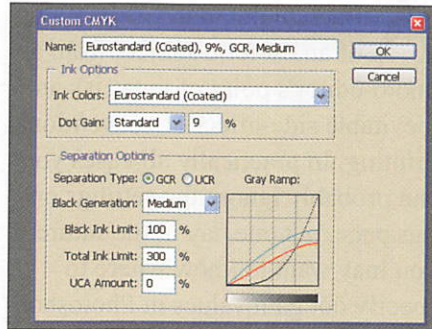 Custom CMYK
Name: Eurostandard (Coated), 9%, GCR, Medium
OK
Cancel
Ink Options
Ink Colors: Eurostandard (Coated)
Dot Gain: Standard 9 %
Separation Options
Separation Type: GCR UCR
Gray Ramp:
Black Generation: Medium
Black Ink Limit: 100 %
Total Ink Limit: 300 %
UCA Amount: 0 %